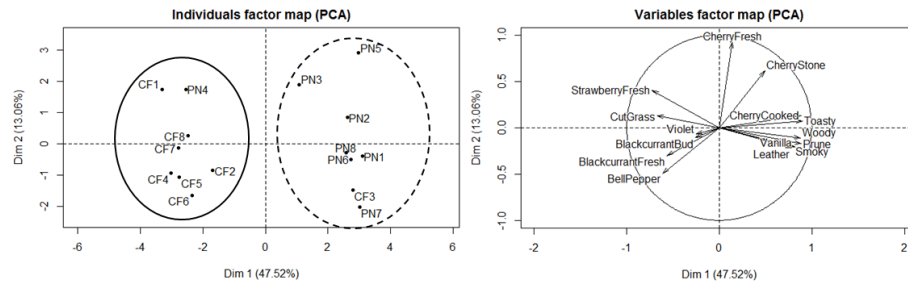 Individuals factor map (PCA)
Dim 2 (13.06%)
3
2
1
0
-1
-2
PN5
PN3
CF1
PN4
PN2
CF8
CF7
PN8
PN6
PN1
CF4
CF5
CF2
CF6
CF3
PN7
-6
-4
-2
0
2
4
6
Dim 1 (47.52%)
Variables factor map (PCA)
Dim 2 (13.06%)
1.0
0.5
0.0
-0.5
-1.0
CherryFresh
CherryStone
StrawberryFresh
CutGrass
CherryCooked
Toasty
Violet
Woody
BlackcurrantBud
Vanilla
Prune
Leather
Smoky
BlackcurrantFresh
BellPepper
-2
-1
0
1
2
Dim 1 (47.52%)